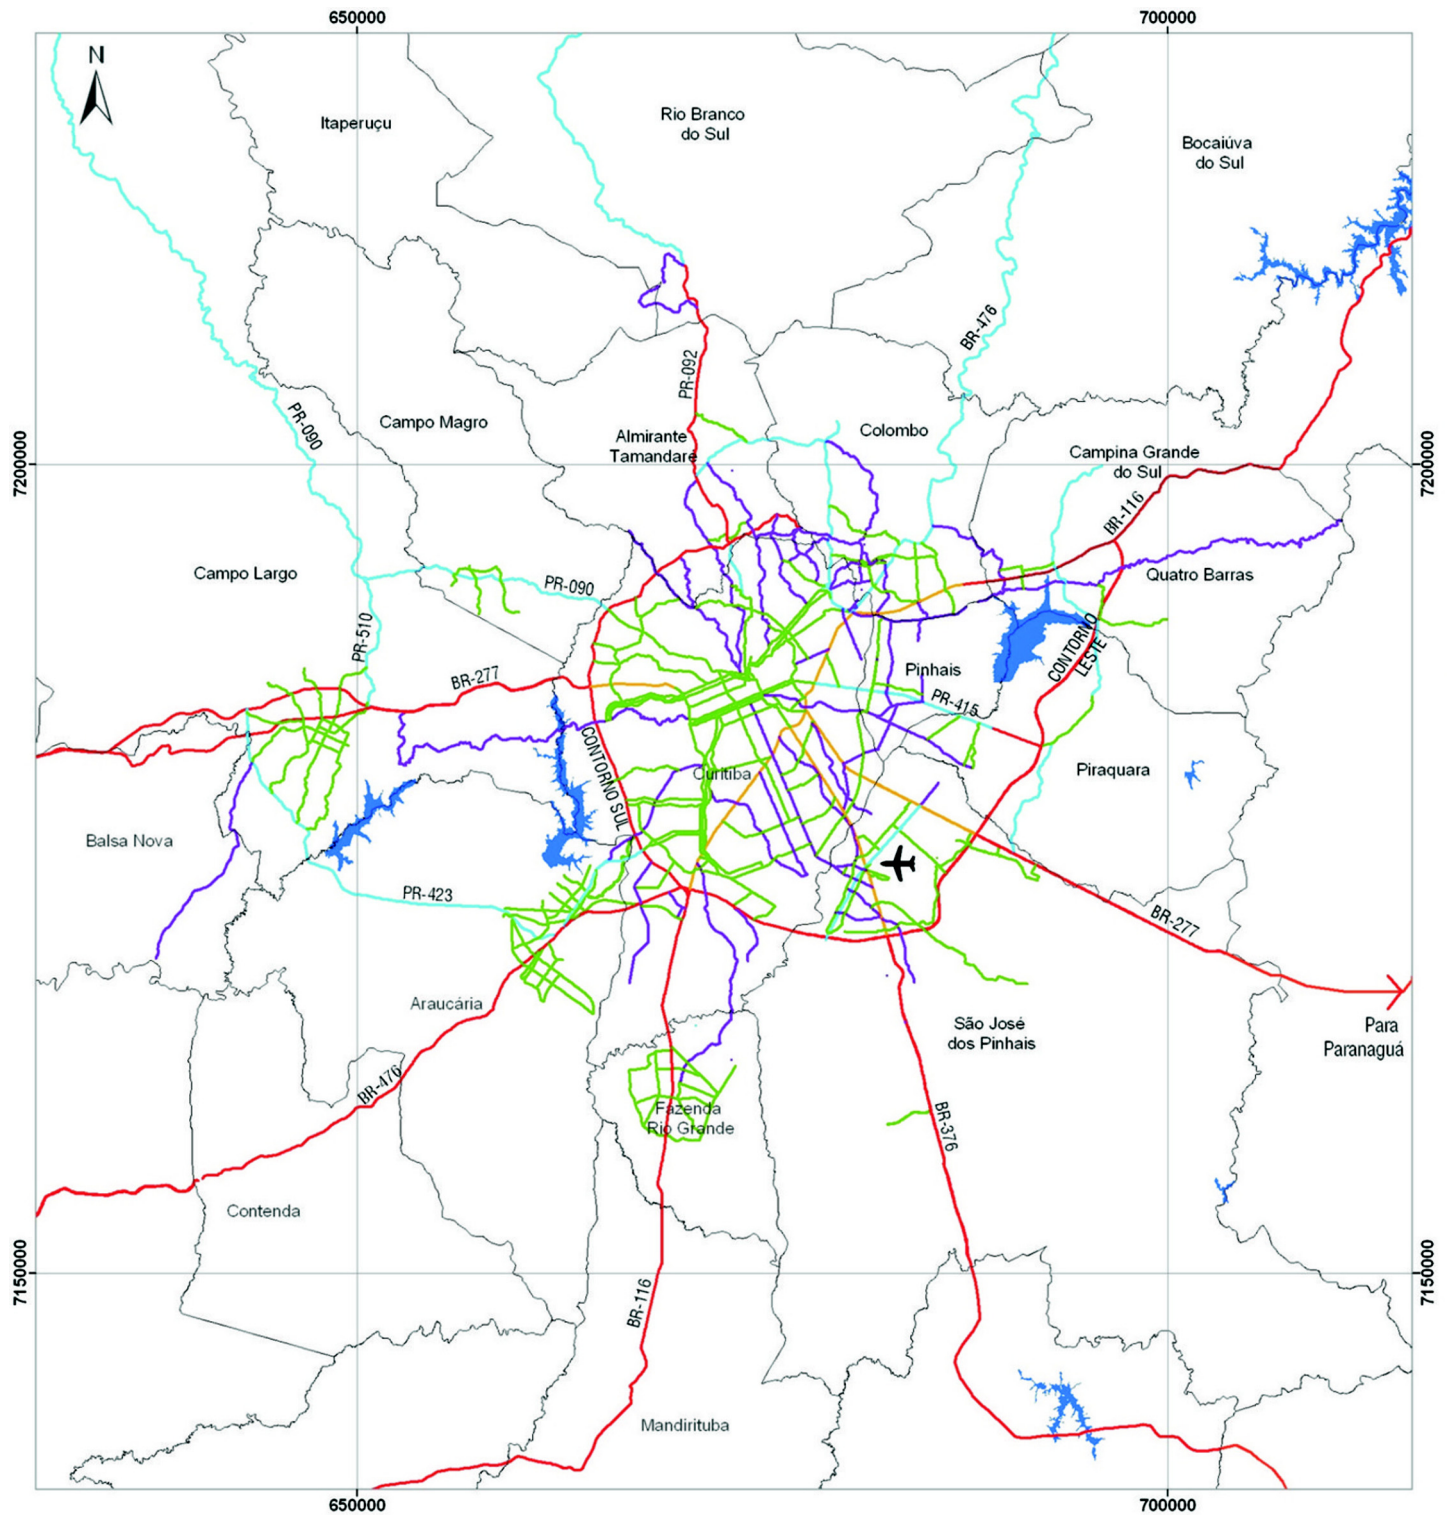 650000
700000
N
Itaperuçu
Rio Branco
do Sul
Bocaiúva
do Sul
BR-476
PR-092
PR-090
Campo Magro
Almirante
Tamandaré
Colombo
Campina Grande
do Sul
7200000
7200000
BR-116
Campo Largo
PR-090
Quatro Barras
PR-510
CONTORNO
LESTE
BR-277
Pinhais
PR-415
CONTORNO SUL
Curitiba
Piraquara
Balsa Nova
PR-423
BR-277
Araucária
São José
dos Pinhais
Para
Paranaguá
BR-476
Fazenda
Rio Grande
BR-376
Contenda
7150000
7150000
BR-116
Mandirituba
650000
700000